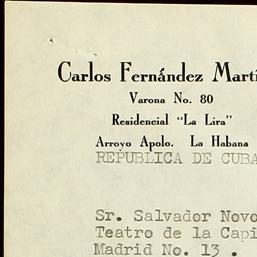 Carlos Fernández Martí
Varona No. 80
Residencial "La Lira"
Arroyo Apolo. La Habana
REPUBLICA DE CUBA
Sr. Salvador Novo
Teatro de la Capi
Madrid No. 13 .